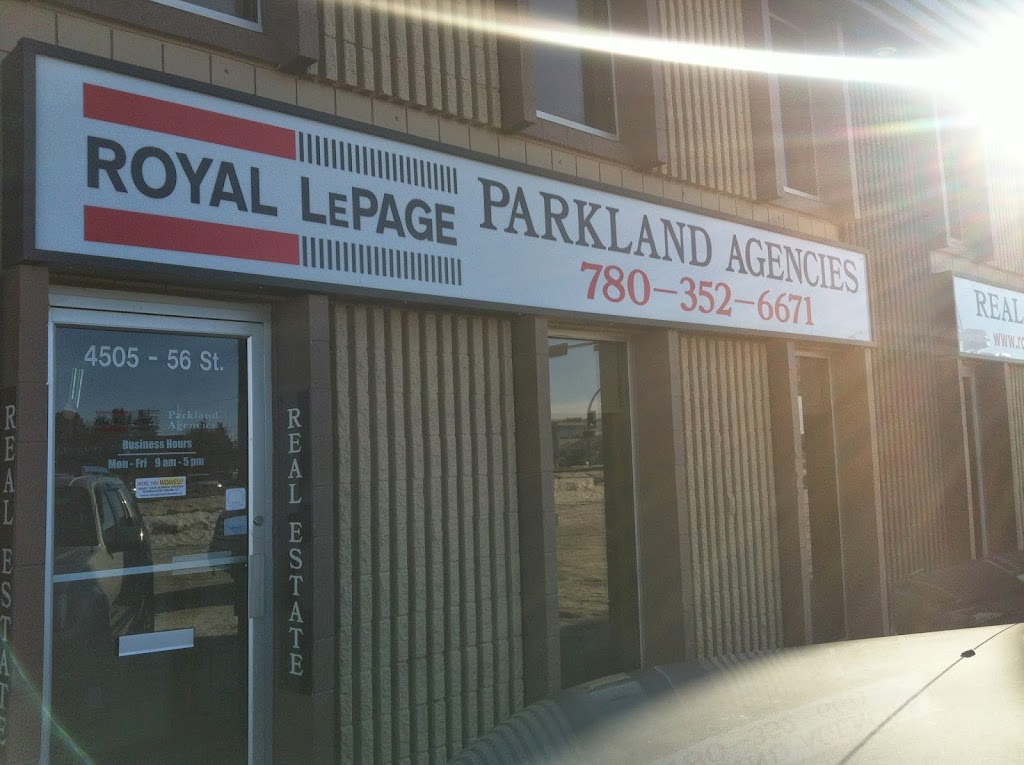 ROYAL LEPAGE
PARKLAND AGENCIES
780-352-6671
REAL
www.r
4505 - 56 St.
Parkland
Agencies
Business Hours
Mon - Fri 9 am - 5 pm
REAL ESTATE
REAL ESTATE